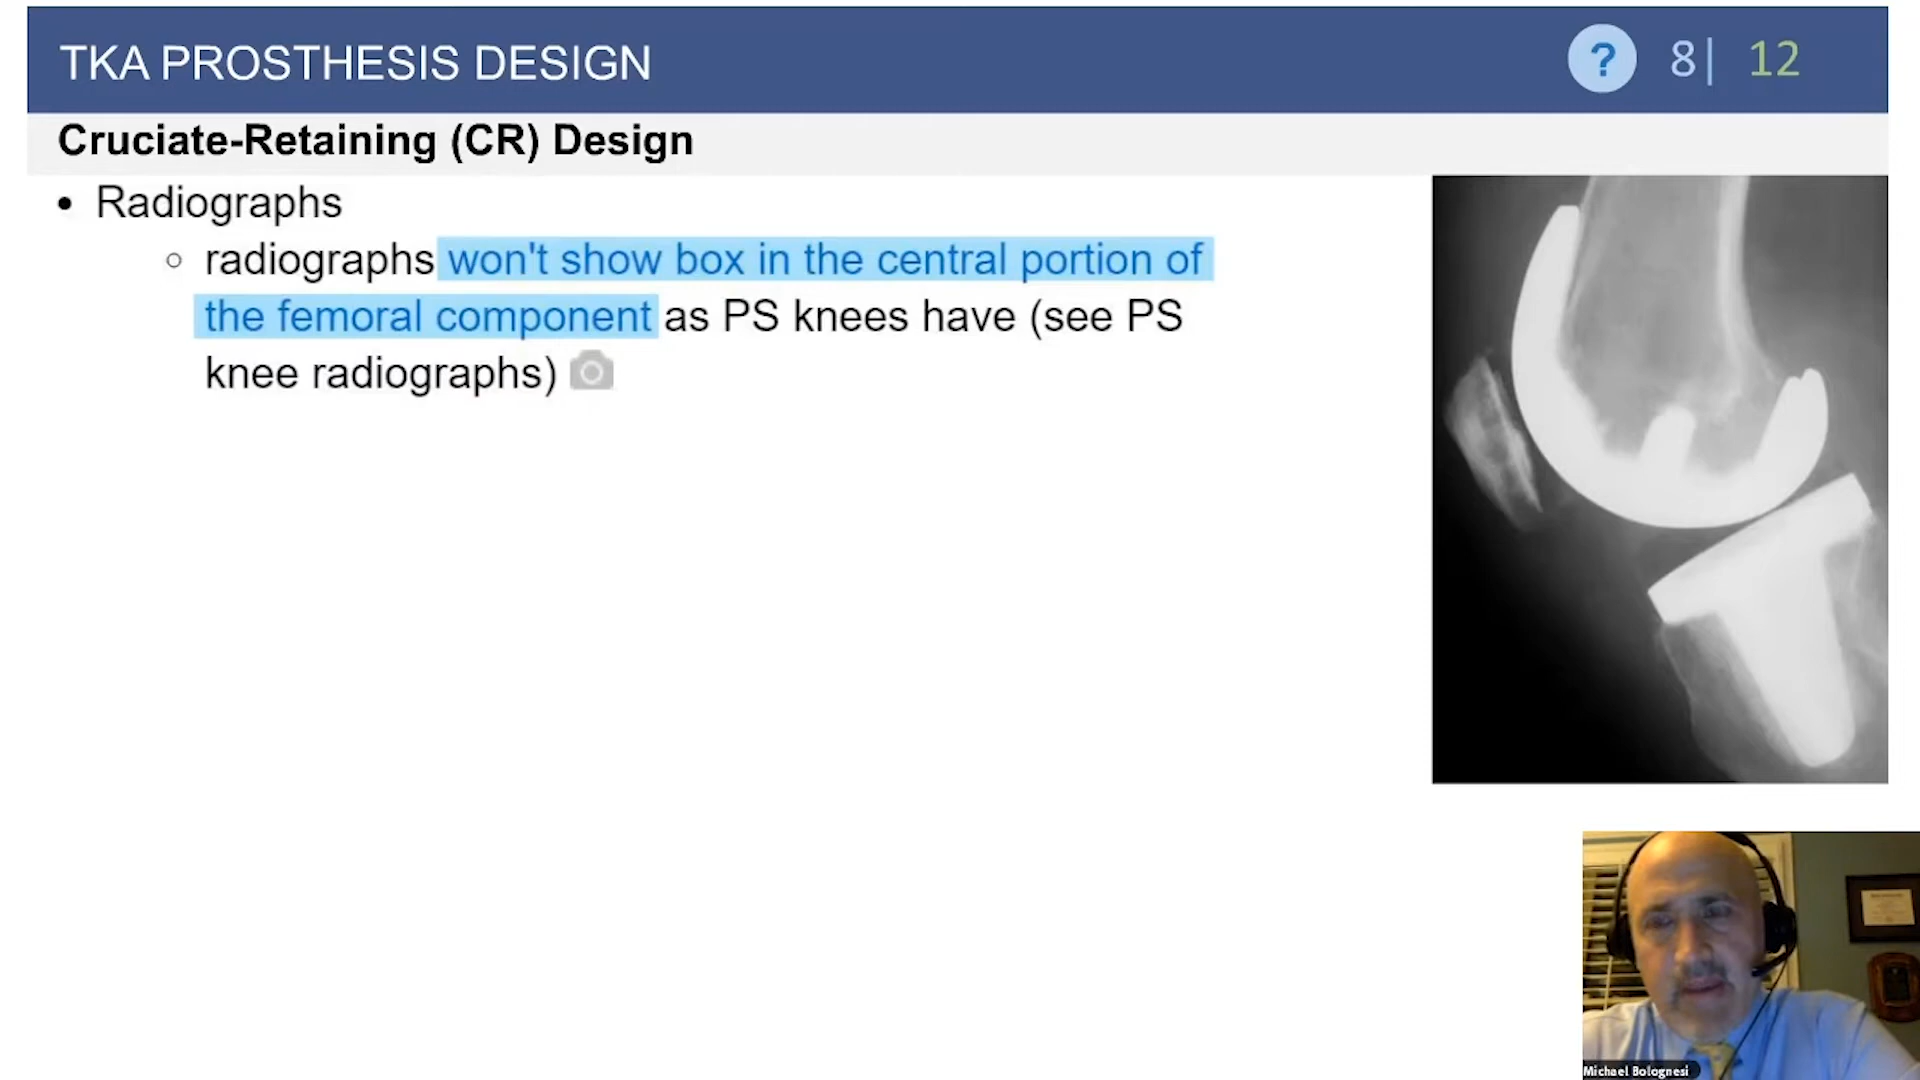 TKA PROSTHESIS DESIGN
? 8| 12
Cruciate-Retaining (CR) Design
• Radiographs
○ radiographs won't show box in the central portion of
the femoral component as PS knees have (see PS
knee radiographs)
Michael Bolognesi